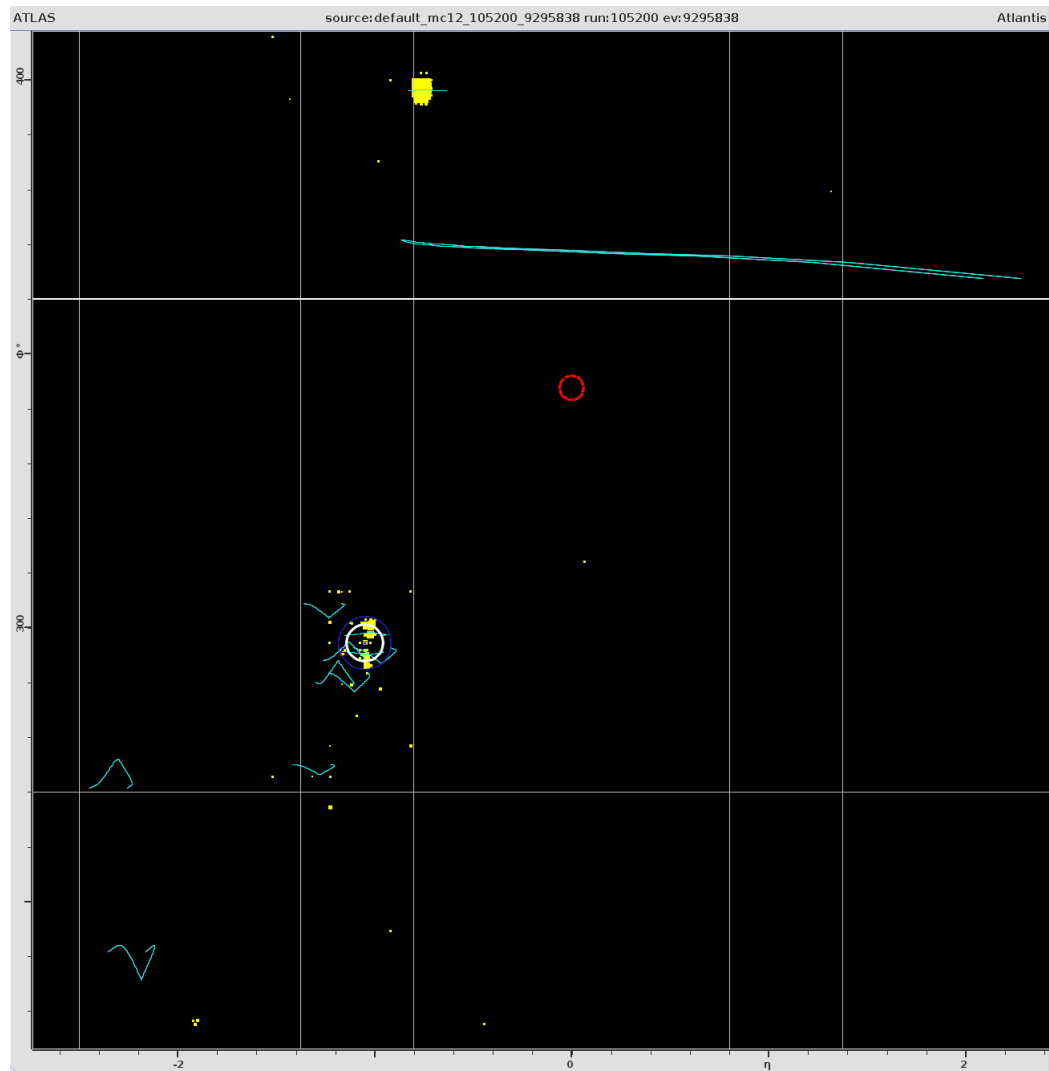 ATLAS source:default_mc12_105200_9295838 run:105200 ev:9295838 Atlantis
400
Φ°
300
-2 0 η 2